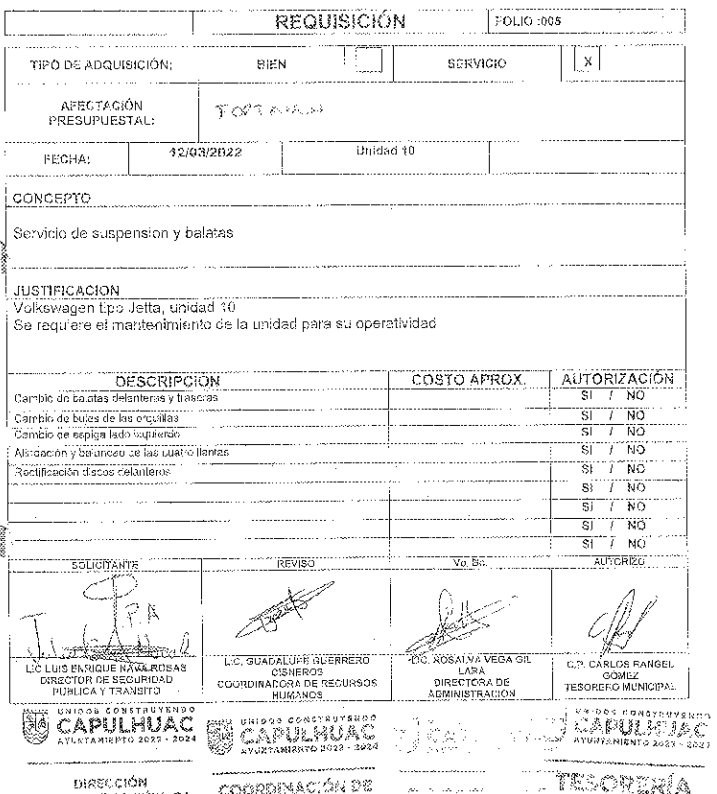 REQUISICIÓN
FOLIO :005
TIPO DE ADQUISICIÓN:
BIEN
SERVICIO
X
AFECTACIÓN PRESUPUESTAL:
FORTAMUN
FECHA:
12/03/2022
Unidad 10
CONCEPTO
Servicio de suspension y balatas
JUSTIFICACION
Volkswagen tipo Jetta, unidad 10
Se requiere el mantenimiento de la unidad para su operatividad
DESCRIPCION
COSTO APROX.
AUTORIZACIÓN
Cambio de balatas delanteras y traseras
SI / NO
Cambio de bujes de las orquillas
SI / NO
Cambio de espiga lado izquierdo
SI / NO
Alineación y balanceo de las cuatro llantas
SI / NO
Rectificación discos delanteros
SI / NO
SI / NO
SI / NO
SI / NO
SI / NO
SOLICITANTE
REVISO
Vo. Bo.
AUTORIZO
P.A
LIC LUIS ENRIQUE NAVA ROSAS
DIRECTOR DE SEGURIDAD
PUBLICA Y TRANSITO
L.C. GUADALUPE GUERRERO
CISNEROS
COORDINADORA DE RECURSOS
HUMANOS
LIC. ROSALVA VEGA GIL
LARA
DIRECTORA DE
ADMINISTRACIÓN
C.P. CARLOS RANGEL
GÓMEZ
TESORERO MUNICIPAL
UNIDOS CONSTRUYENDO
CAPULHUAC
AYUNTAMIENTO 2022 - 2024
UNIDOS CONSTRUYENDO
CAPULHUAC
AYUNTAMIENTO 2022 - 2024
UNIDOS CONSTRUYENDO
CAPULHUAC
AYUNTAMIENTO 2022 - 2024
DIRECCIÓN
COORDINACIÓN DE
TESORERÍA